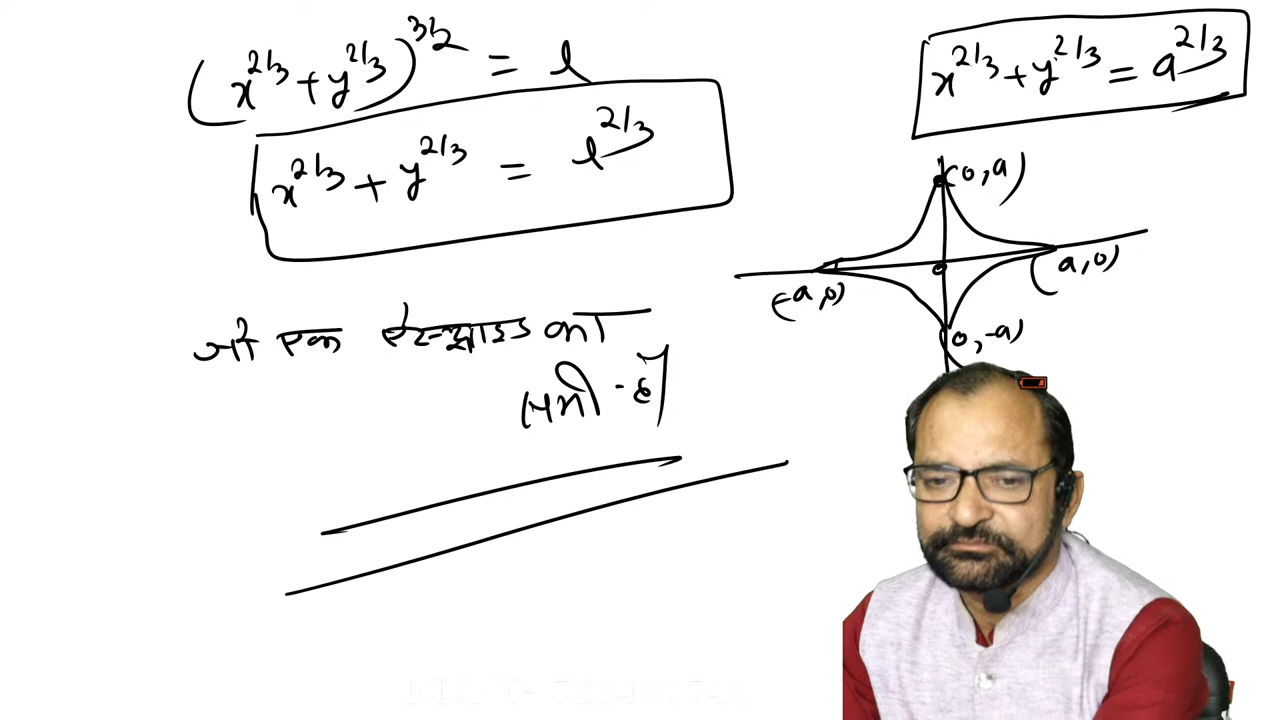 (x^{2/3} + y^{2/3})^{3/2} = l
x^{2/3} + y^{2/3} = l^{2/3}
जो एक का
समी. है
x^{2/3} + y^{2/3} = a^{2/3}
(0, a)
(-a, 0)
(a, 0)
0, -a)